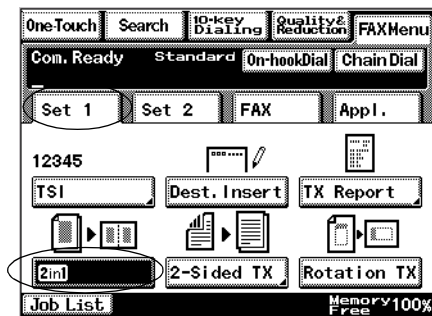 One-Touch Search 10-key Dialing Quality& Reduction FAXMenu
Com. Ready Standard On-hookDial Chain Dial
Set 1 Set 2 FAX Appl.
12345
TSI Dest.Insert TX Report
2in1 2-Sided TX Rotation TX
Job List Memory Free 100%